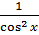 1
cos² x